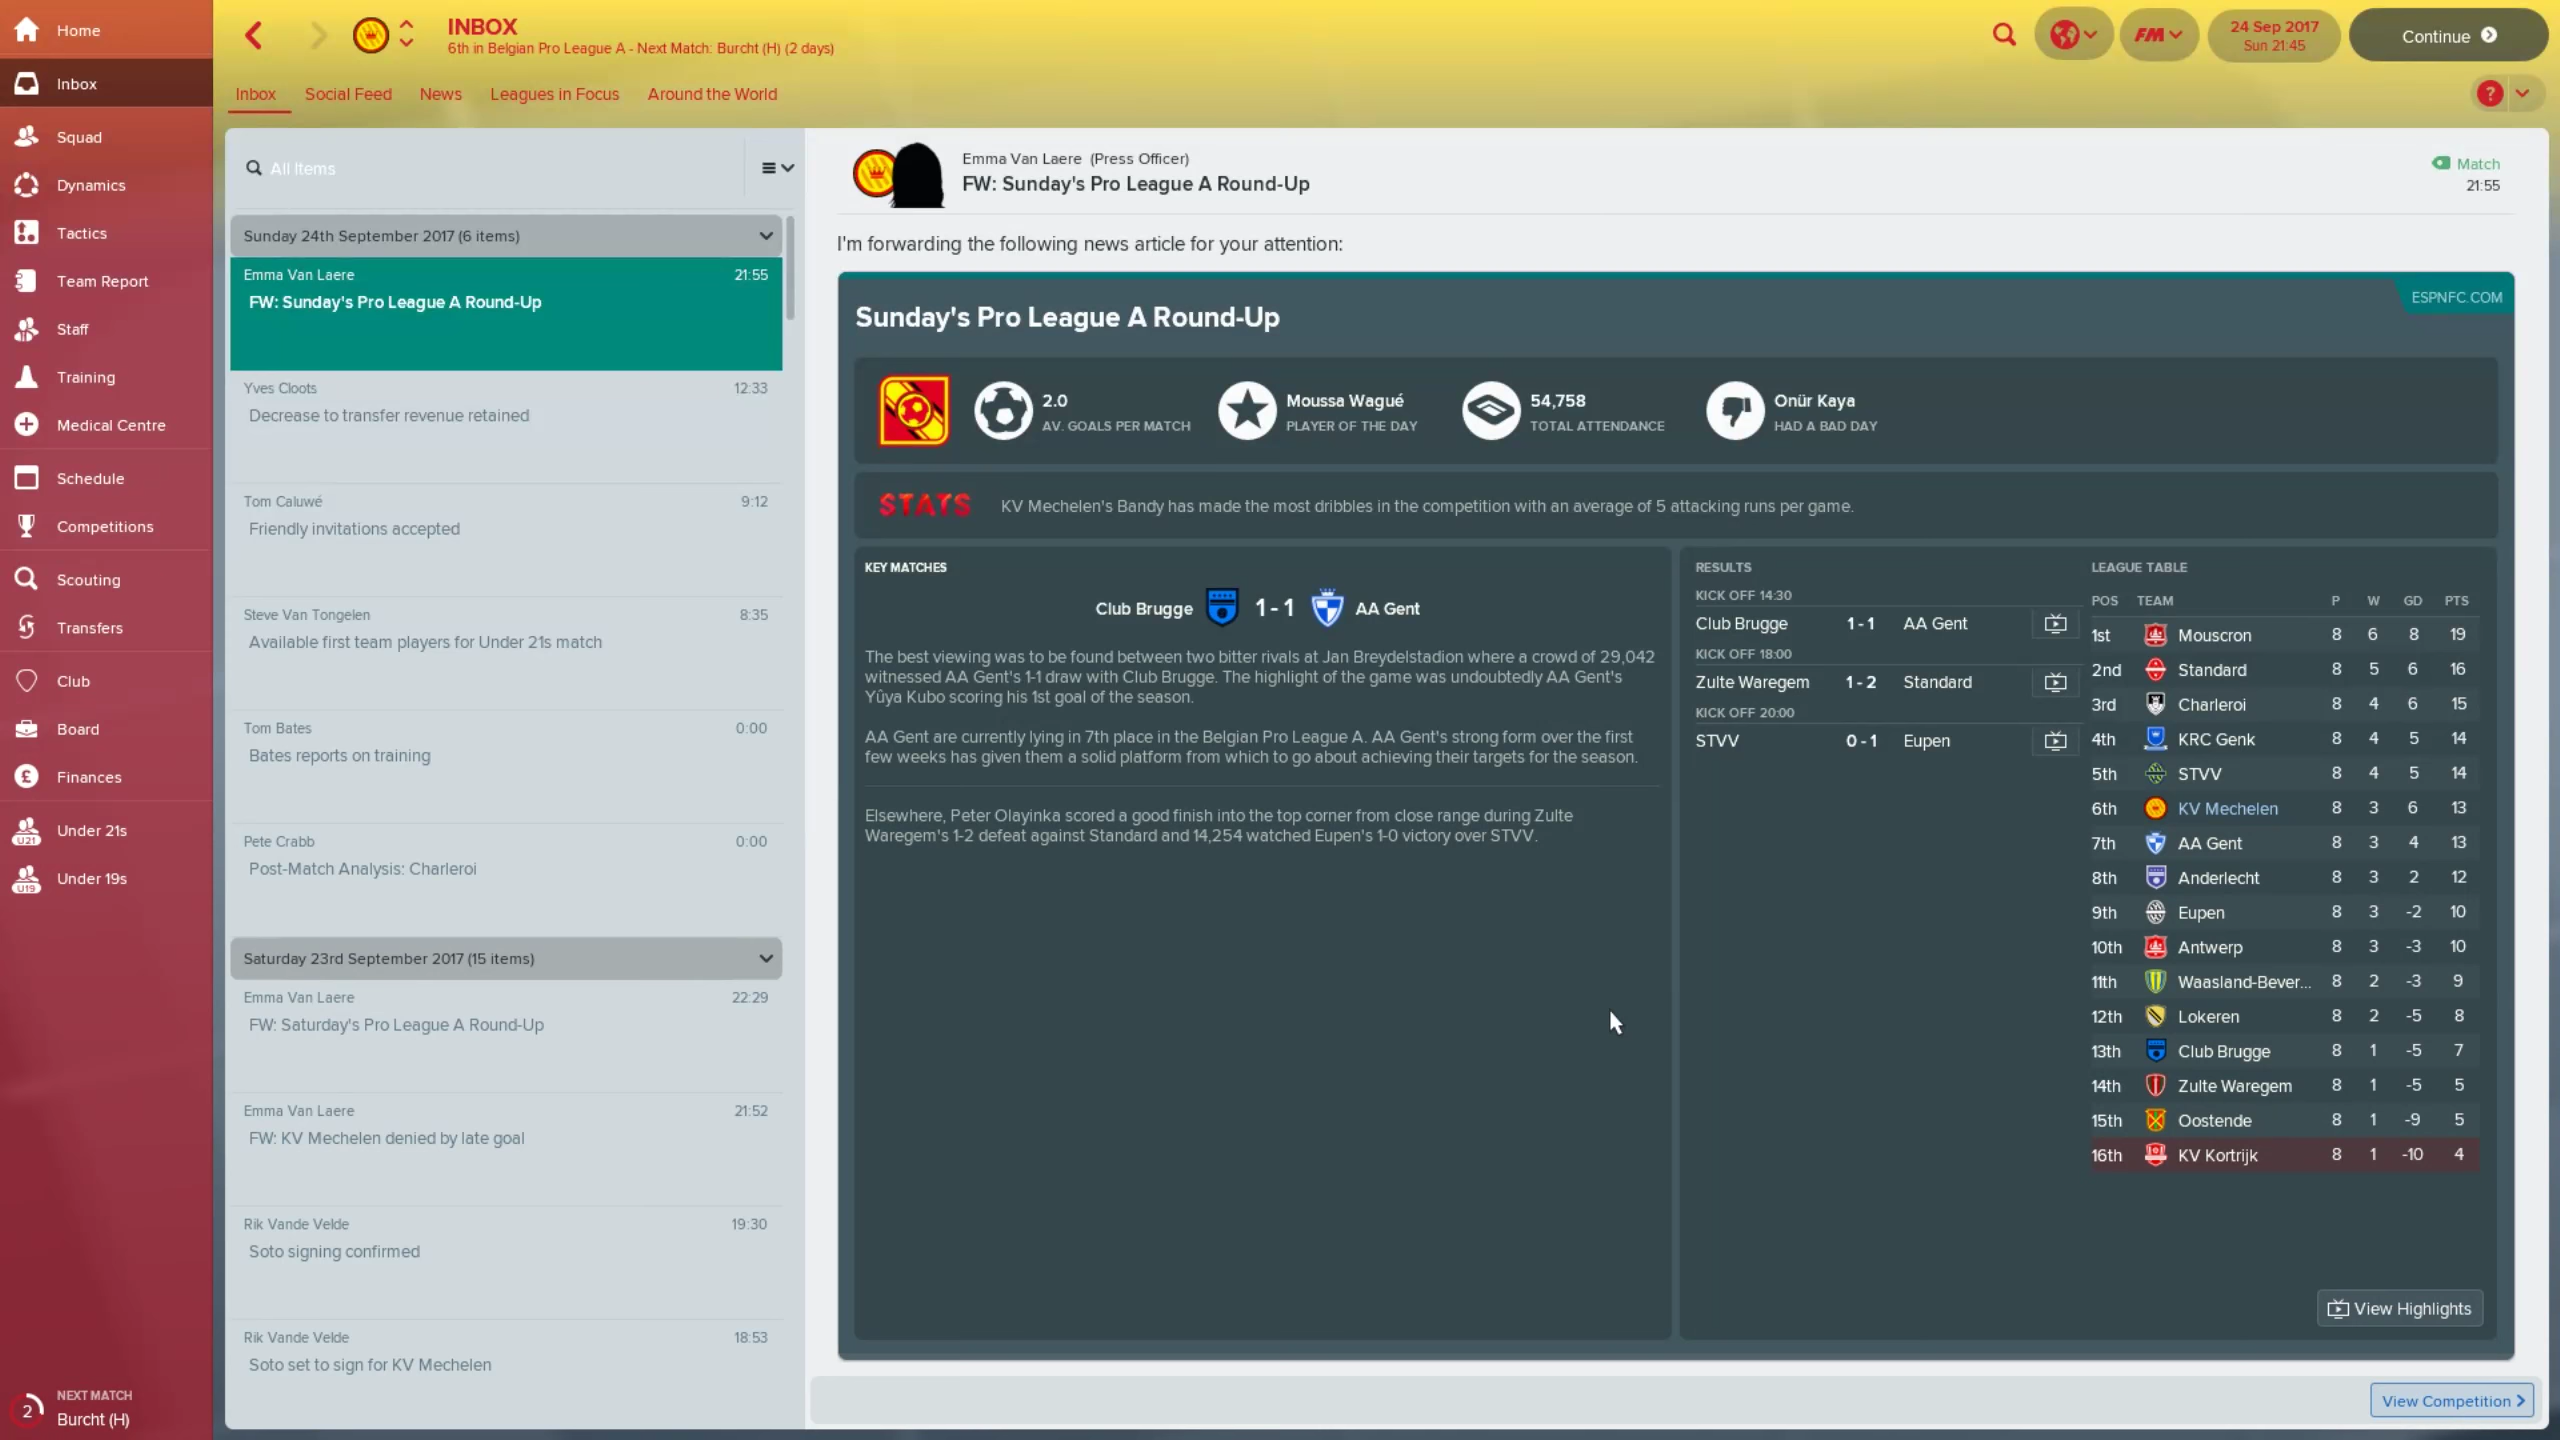 Home
Inbox
Squad
Dynamics
Tactics
Team Report
Staff
Training
Medical Centre
Schedule
Competitions
Scouting
Transfers
Club
Board
Finances
U21 Under 21s
U19 Under 19s
2 NEXT MATCH
Burcht (H)
INBOX
6th in Belgian Pro League A - Next Match: Burcht (H) (2 days)
FM
24 Sep 2017
Sun 21:45
Continue
Inbox Social Feed News Leagues in Focus Around the World
?
All Items
Sunday 24th September 2017 (6 items)
Emma Van Laere 21:55
FW: Sunday's Pro League A Round-Up
Yves Cloots 12:33
Decrease to transfer revenue retained
Tom Caluwé 9:12
Friendly invitations accepted
Steve Van Tongelen 8:35
Available first team players for Under 21s match
Tom Bates 0:00
Bates reports on training
Pete Crabb 0:00
Post-Match Analysis: Charleroi
Saturday 23rd September 2017 (15 items)
Emma Van Laere 22:29
FW: Saturday's Pro League A Round-Up
Emma Van Laere 21:52
FW: KV Mechelen denied by late goal
Rik Vande Velde 19:30
Soto signing confirmed
Rik Vande Velde 18:53
Soto set to sign for KV Mechelen
Emma Van Laere (Press Officer)
FW: Sunday's Pro League A Round-Up
Match
21:55
I'm forwarding the following news article for your attention:
ESPNFC.COM
Sunday's Pro League A Round-Up
2.0
AV. GOALS PER MATCH
Moussa Wagué
PLAYER OF THE DAY
54,758
TOTAL ATTENDANCE
Onür Kaya
HAD A BAD DAY
STATS KV Mechelen's Bandy has made the most dribbles in the competition with an average of 5 attacking runs per game.
KEY MATCHES
Club Brugge 1 - 1 AA Gent
The best viewing was to be found between two bitter rivals at Jan Breydelstadion where a crowd of 29,042
witnessed AA Gent's 1-1 draw with Club Brugge. The highlight of the game was undoubtedly AA Gent's
Yûya Kubo scoring his 1st goal of the season.
AA Gent are currently lying in 7th place in the Belgian Pro League A. AA Gent's strong form over the first
few weeks has given them a solid platform from which to go about achieving their targets for the season.
Elsewhere, Peter Olayinka scored a good finish into the top corner from close range during Zulte
Waregem's 1-2 defeat against Standard and 14,254 watched Eupen's 1-0 victory over STVV.
RESULTS
KICK OFF 14:30
Club Brugge 1 - 1 AA Gent
KICK OFF 18:00
Zulte Waregem 1 - 2 Standard
KICK OFF 20:00
STVV 0 - 1 Eupen
LEAGUE TABLE
POS TEAM P W GD PTS
1st Mouscron 8 6 8 19
2nd Standard 8 5 6 16
3rd Charleroi 8 4 6 15
4th KRC Genk 8 4 5 14
5th STVV 8 4 5 14
6th KV Mechelen 8 3 6 13
7th AA Gent 8 3 4 13
8th Anderlecht 8 3 2 12
9th Eupen 8 3 -2 10
10th Antwerp 8 3 -3 10
11th Waasland-Bever... 8 2 -3 9
12th Lokeren 8 2 -5 8
13th Club Brugge 8 1 -5 7
14th Zulte Waregem 8 1 -5 5
15th Oostende 8 1 -9 5
16th KV Kortrijk 8 1 -10 4
View Highlights
View Competition